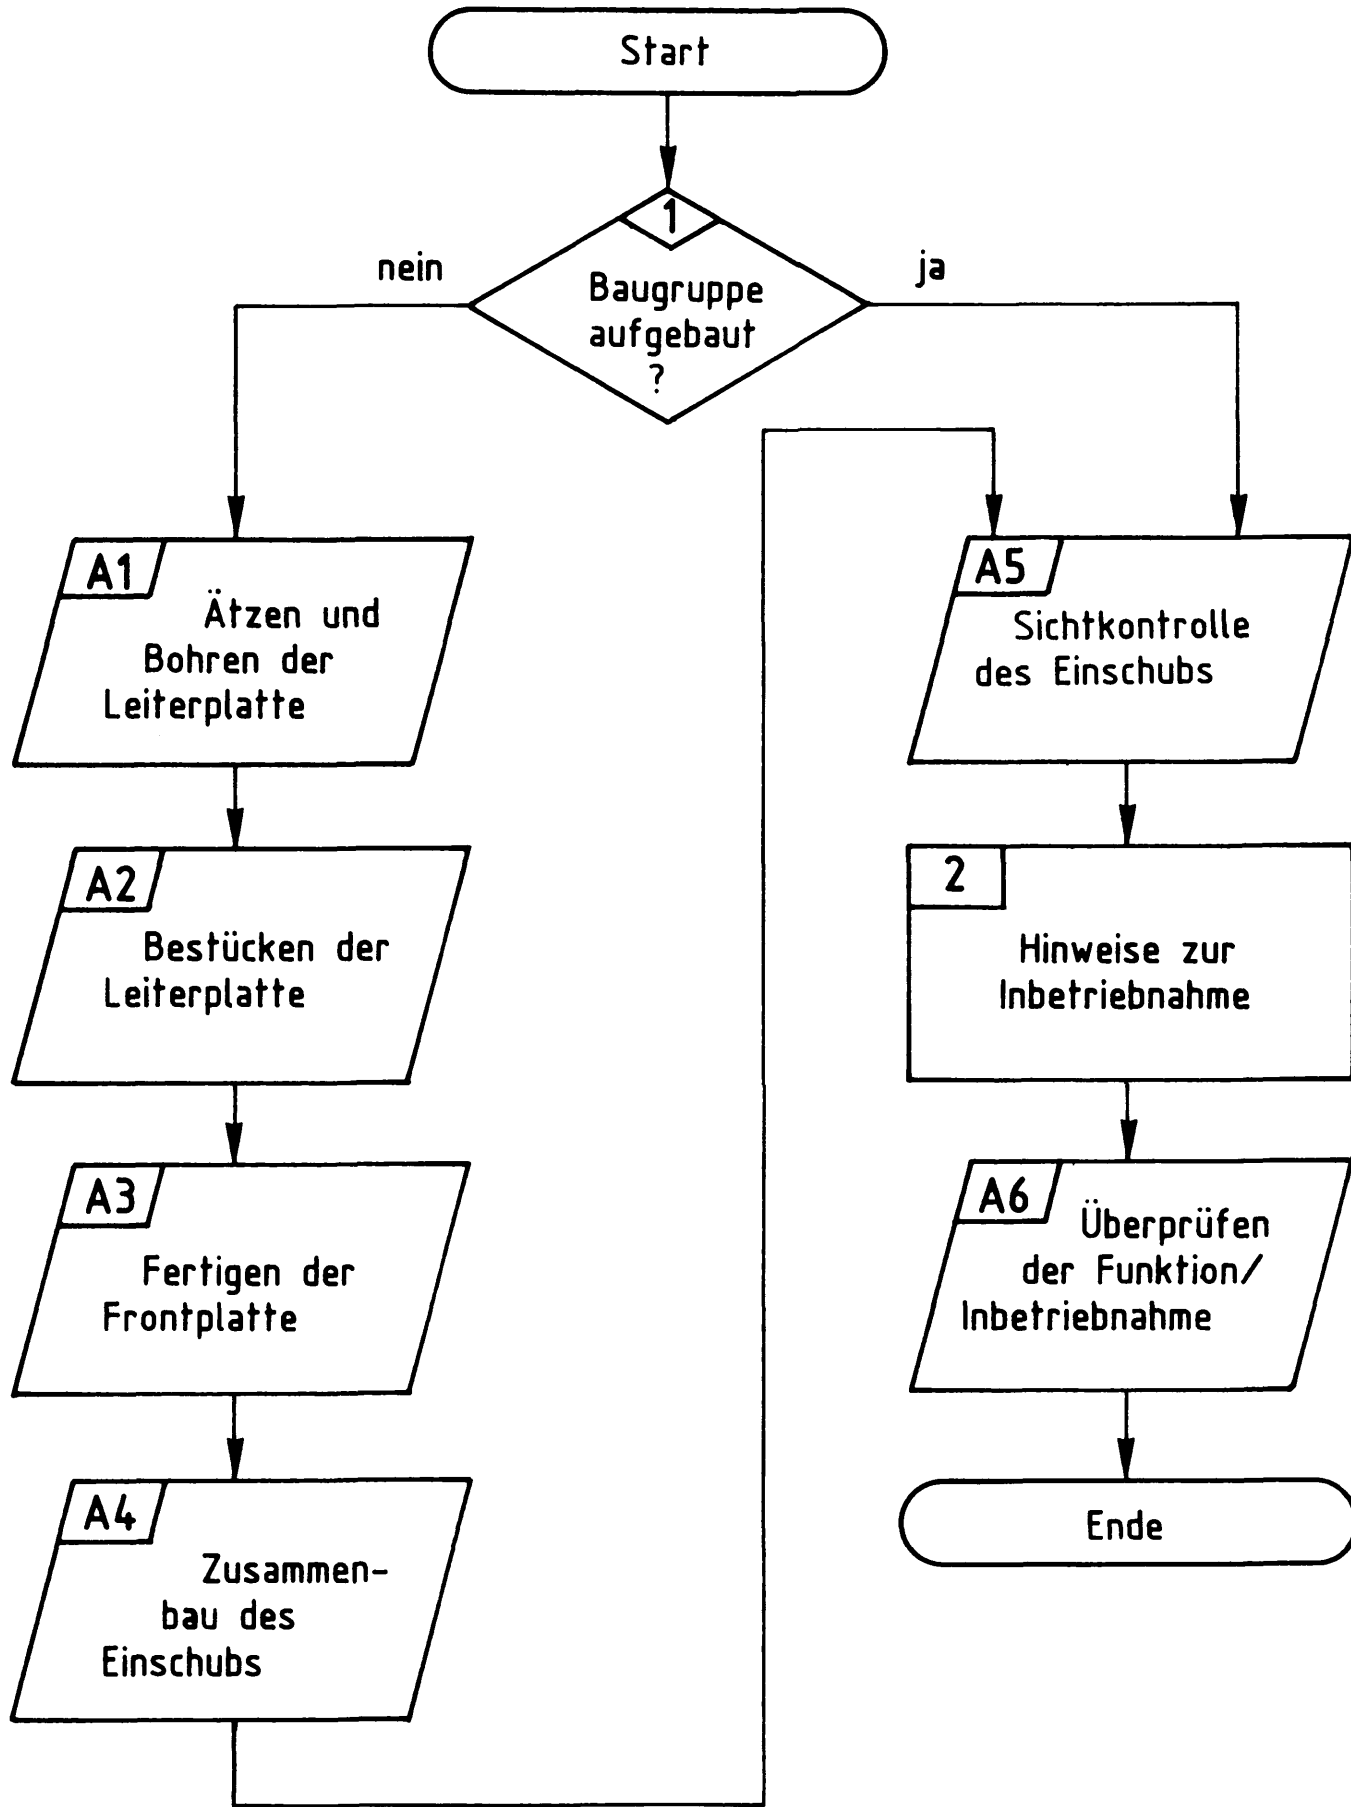 Start
1
nein
ja
Baugruppe
aufgebaut
?
A1
Ätzen und
Bohren der
Leiterplatte
A2
Bestücken der
Leiterplatte
A3
Fertigen der
Frontplatte
A4
Zusammen-
bau des
Einschubs
A5
Sichtkontrolle
des Einschubs
2
Hinweise zur
Inbetriebnahme
A6
Überprüfen
der Funktion/
Inbetriebnahme
Ende